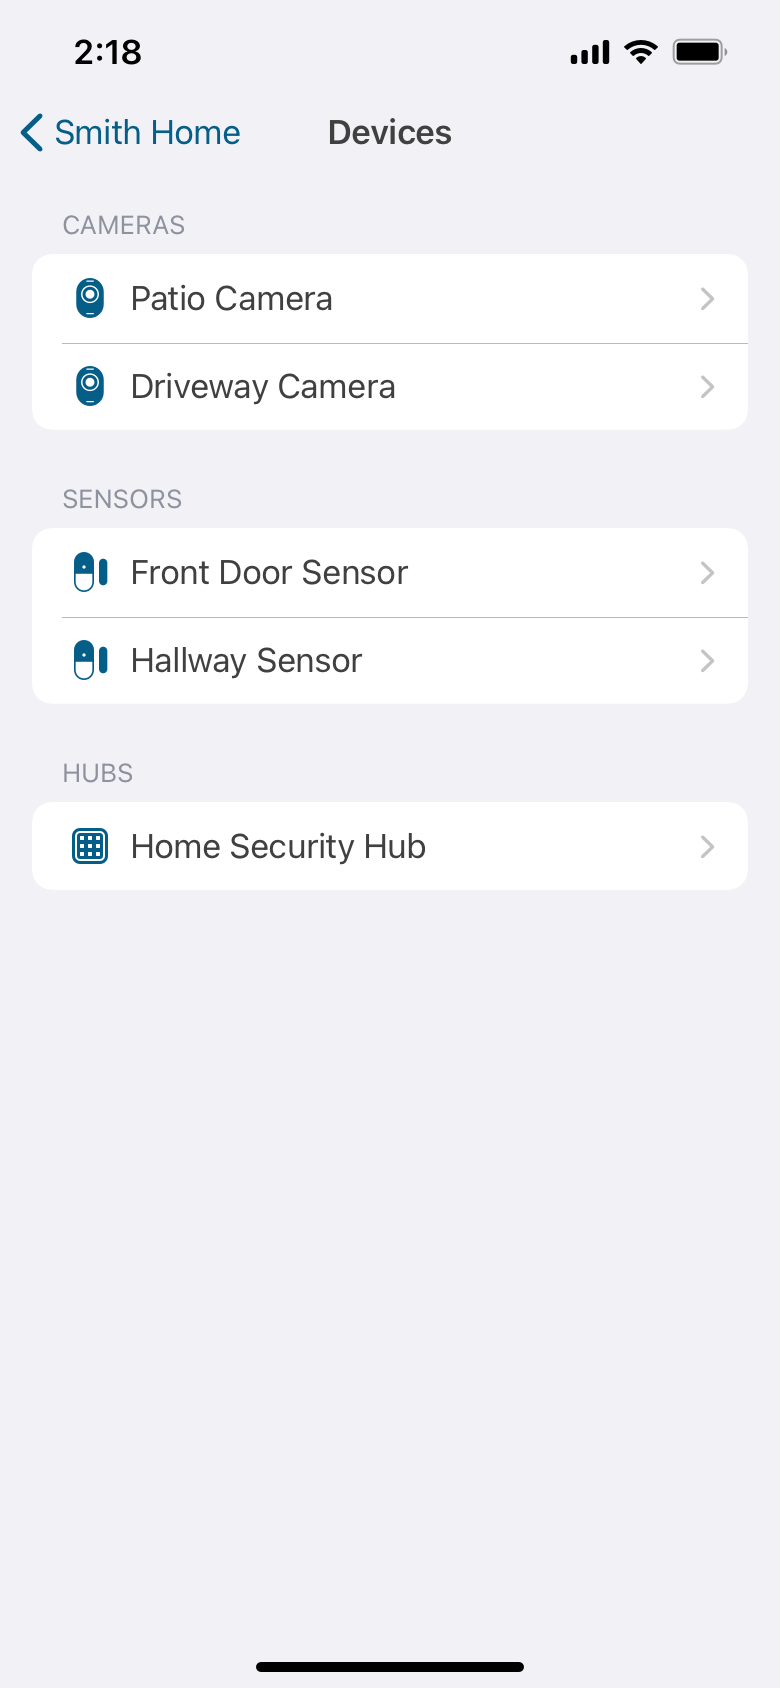 2:18
Smith Home
Devices
CAMERAS
Patio Camera
Driveway Camera
SENSORS
Front Door Sensor
Hallway Sensor
HUBS
Home Security Hub